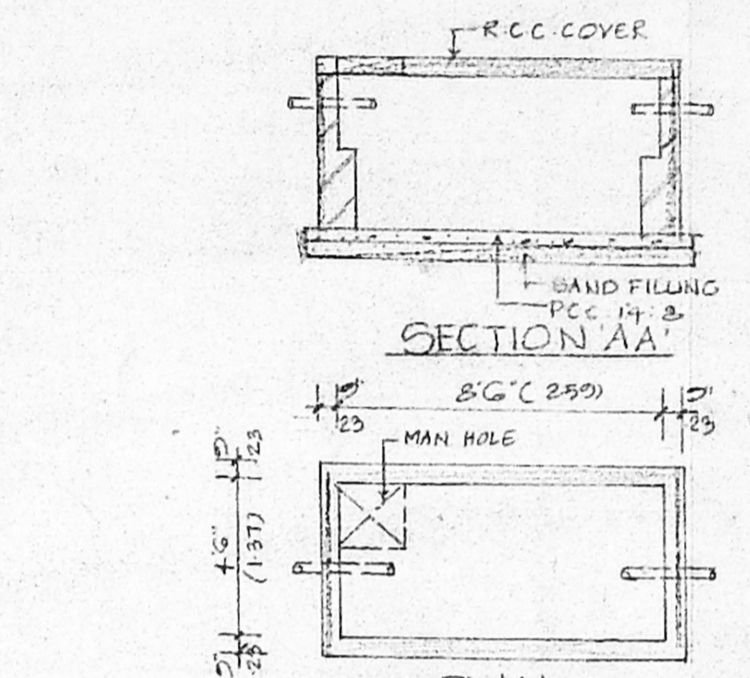 R.C.C. COVER
SAND FILLING
P.C.C. 1:4:8
SECTION 'AA'
9" 8'6" (259) 9"
23 23
MAN HOLE
9" 23
4'6" (1.37)
9" .23